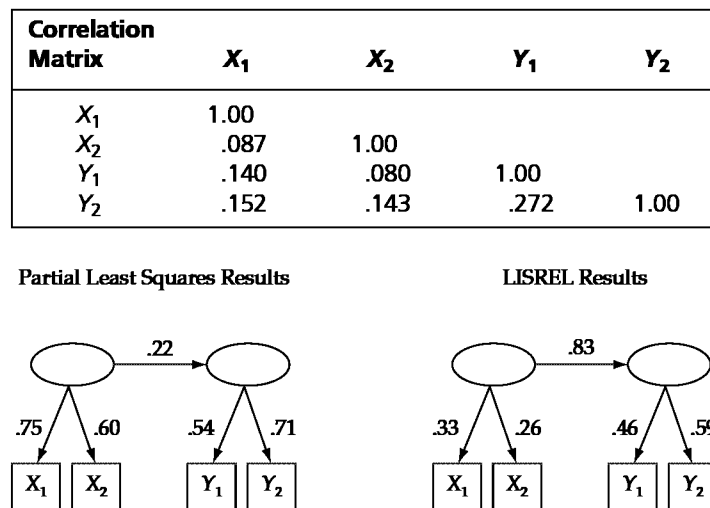 Correlation
Matrix X₁ X₂ Y₁ Y₂
X₁ 1.00
X₂ .087 1.00
Y₁ .140 .080 1.00
Y₂ .152 .143 .272 1.00
Partial Least Squares Results LISREL Results
.22 .83
.75 .60 .54 .71 .33 .26 .46 .59
X₁ X₂ Y₁ Y₂ X₁ X₂ Y₁ Y₂